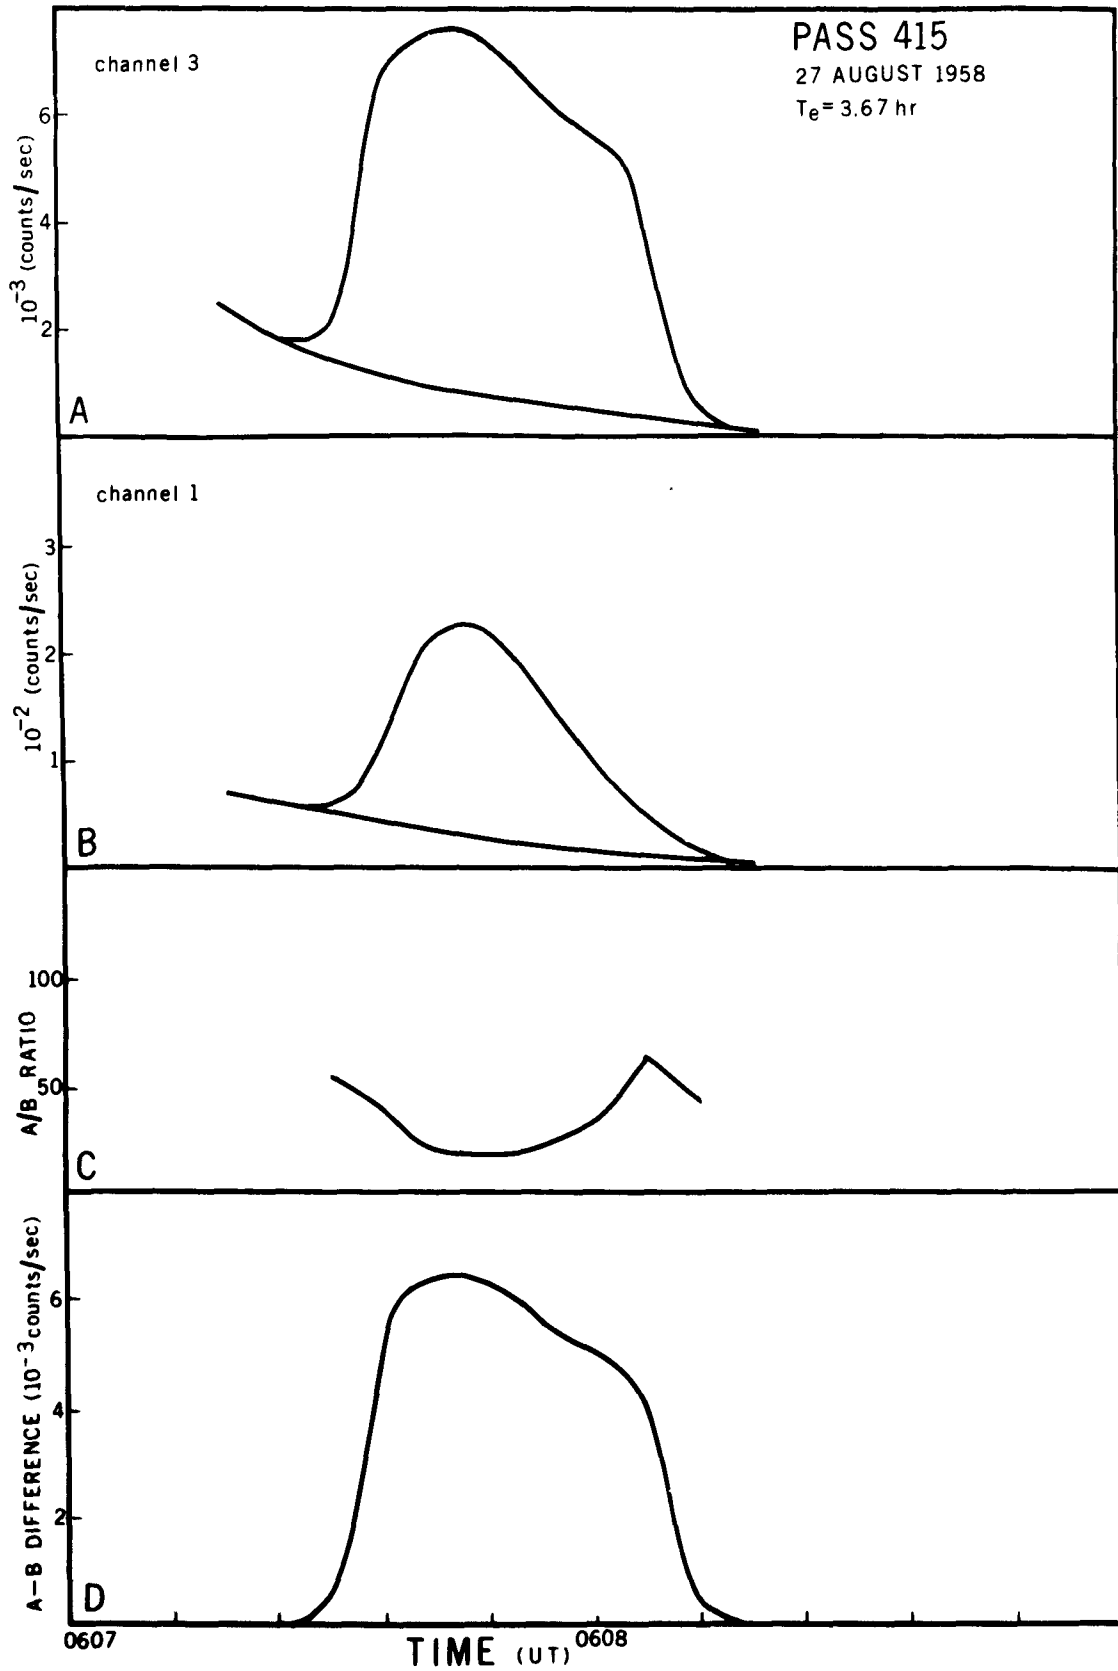 PASS 415
27 AUGUST 1958
Te = 3.67 hr
channel 3
10-3 (counts/sec)
6
4
2
A
channel 1
10-2 (counts/sec)
3
2
1
B
A/B RATIO
100
50
C
A-B DIFFERENCE (10-3 counts/sec)
6
4
2
D
0607
0608
TIME (UT)